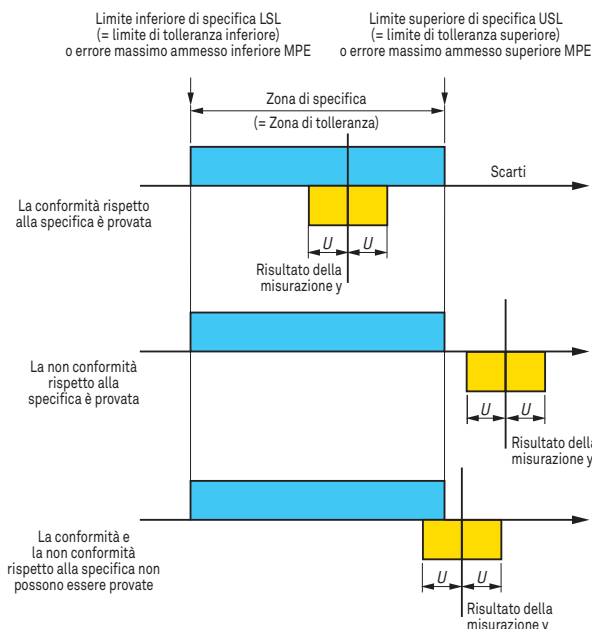 Limite inferiore di specifica LSL
(= limite di tolleranza inferiore)
o errore massimo ammesso inferiore MPE
Limite superiore di specifica USL
(= limite di tolleranza superiore)
o errore massimo ammesso superiore MPE
Zona di specifica
(= Zona di tolleranza)
Scarti
La conformità rispetto
alla specifica è provata
U U
Risultato della
misurazione y
La non conformità
rispetto alla
specifica è provata
U U
Risultato della
misurazione y
La conformità e
la non conformità
rispetto alla specifica non
possono essere provate
U U
Risultato della
misurazione y